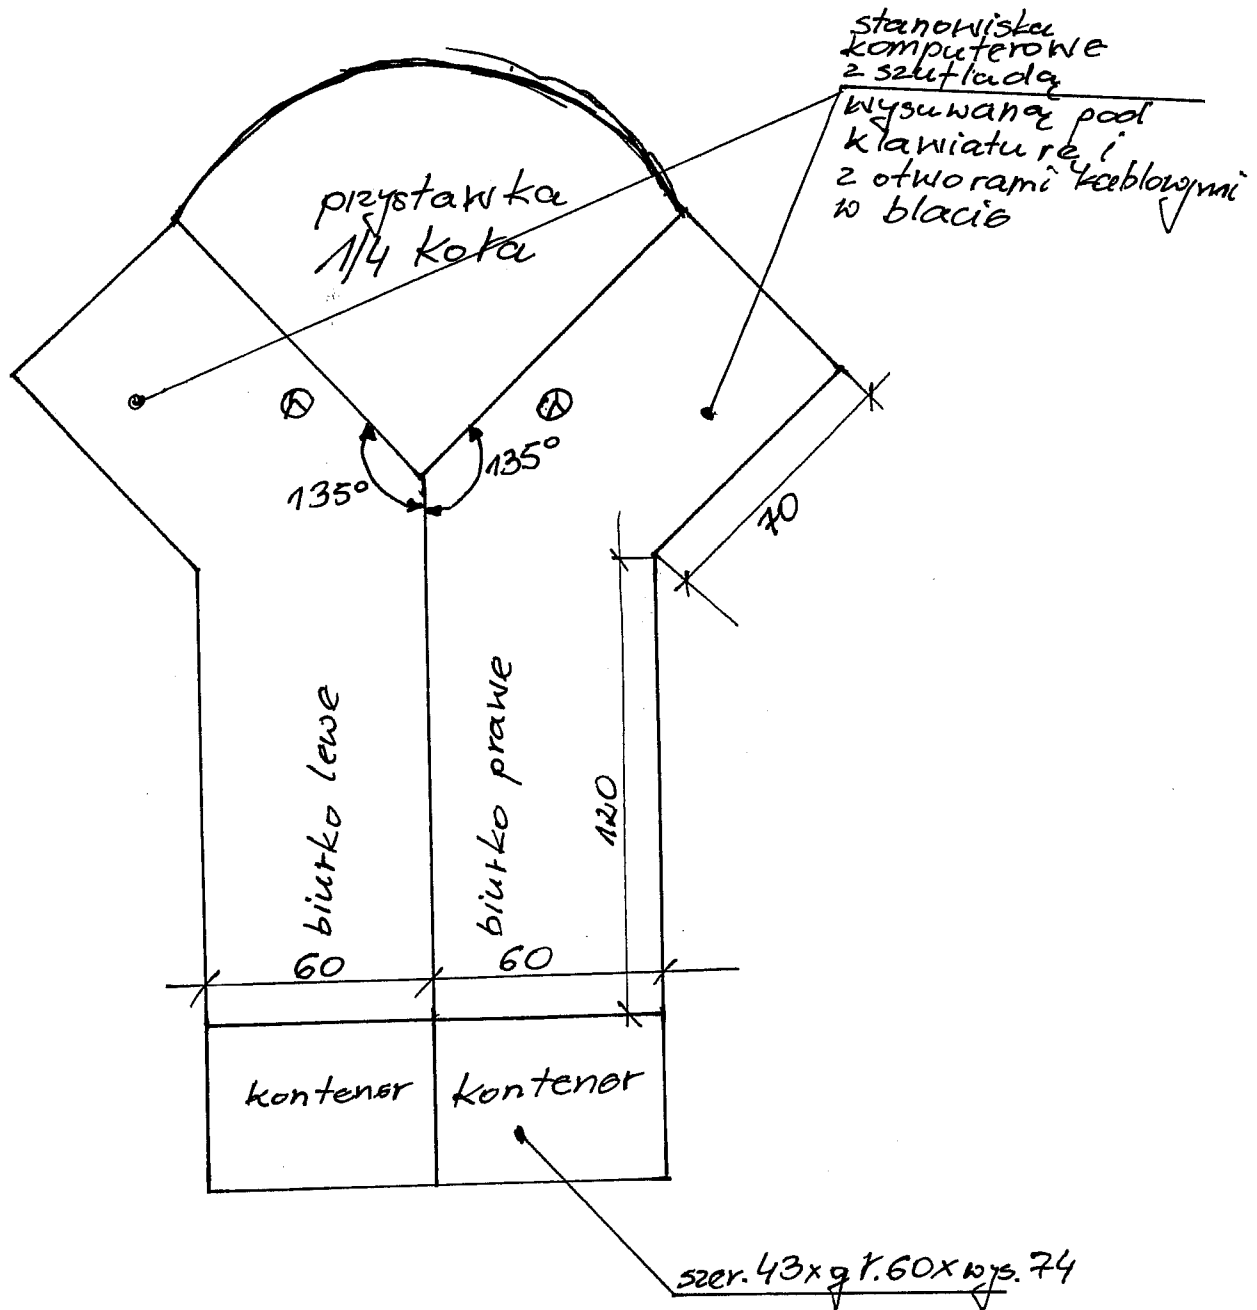 stanowiska
komputerowe
z szufladą
wysuwaną pod
klawiaturę i
z otworami kablowymi
w blacie
przystawka
1/4 koła
135°
135°
70
120
biurko lewe
biurko prawe
60
60
kontener
kontener
szer. 43 x gł. 60 x wys. 74